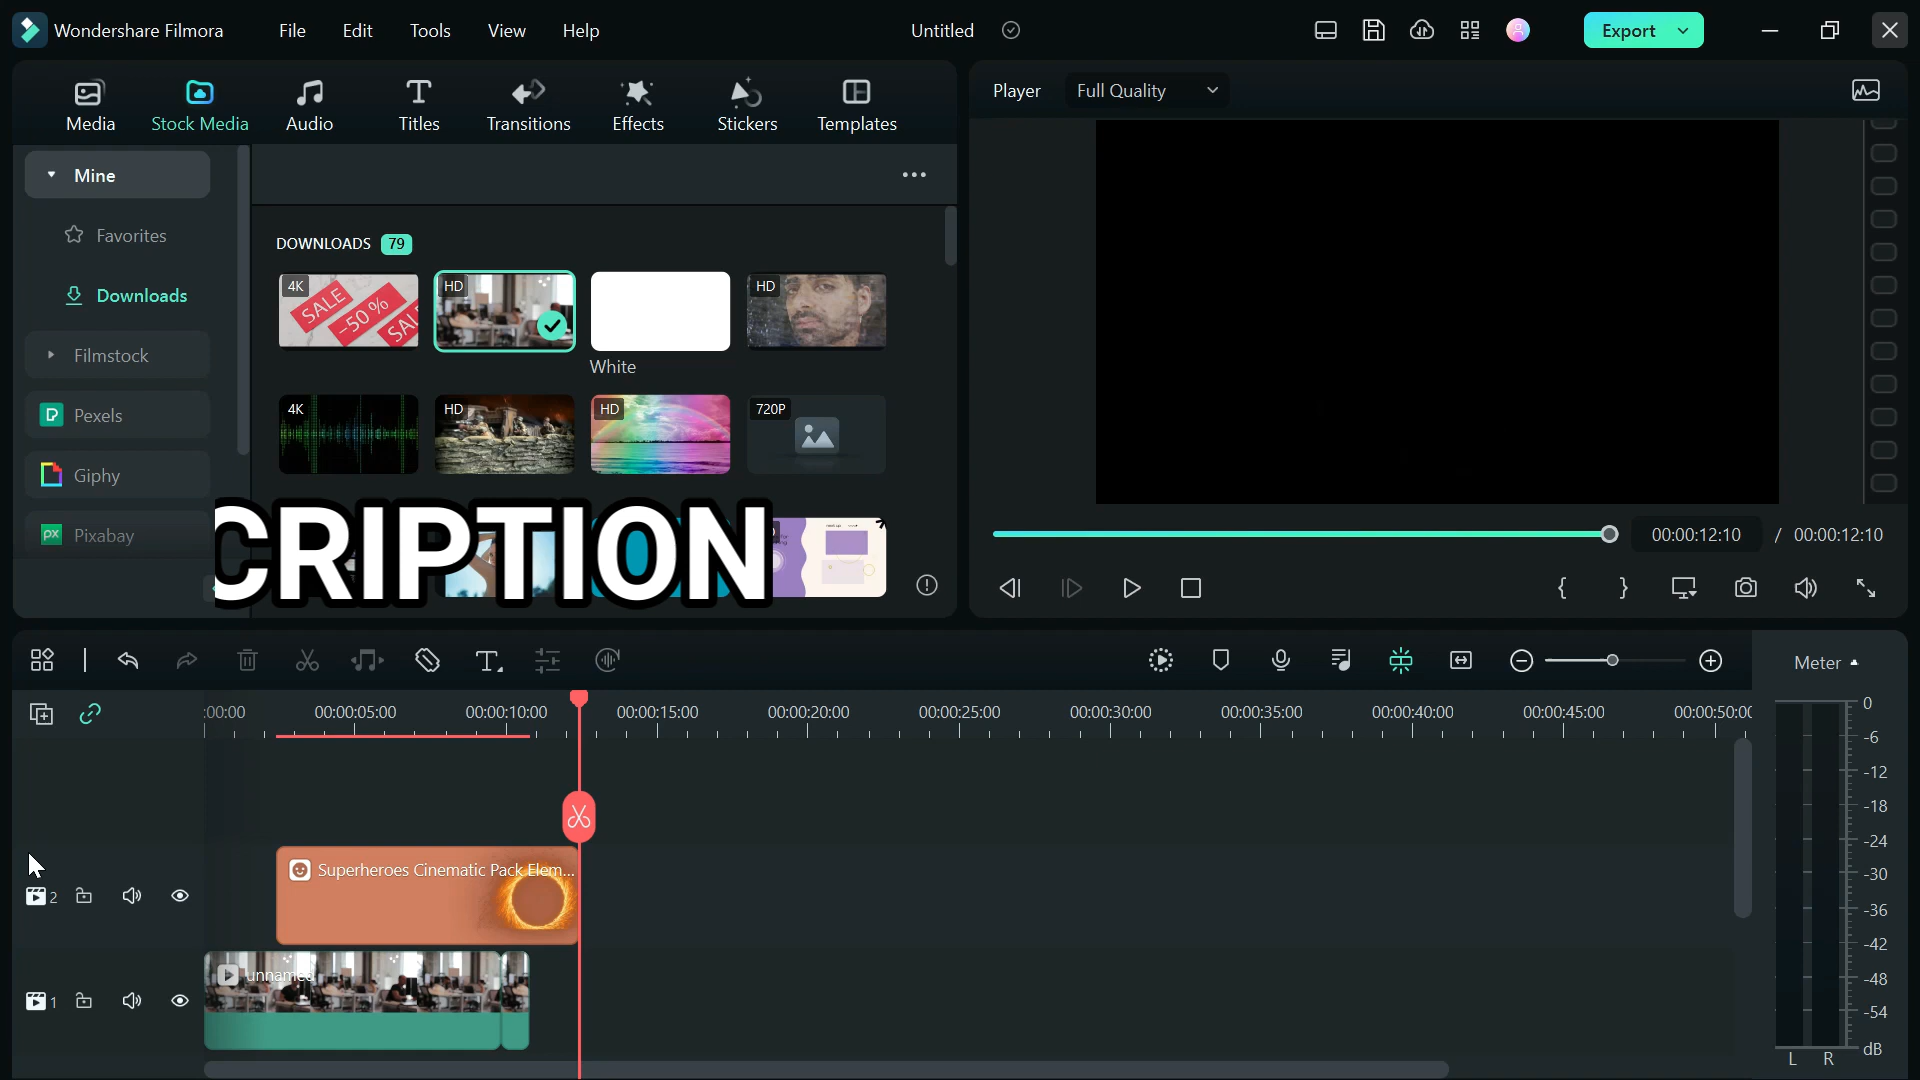 Wondershare Filmora File Edit Tools View Help Untitled Export
Media Stock Media Audio Titles Transitions Effects Stickers Templates
Player Full Quality
Mine
Favorites
Downloads
Filmstock
Pexels
Giphy
Pixabay
DOWNLOADS 79
4K
SALE
-50 %
SAL
HD
HD
White
4K
HD
HD
720P
CRIPTION
00:00:12:10 / 00:00:12:10
Meter
:00:00 00:00:05:00 00:00:10:00 00:00:15:00 00:00:20:00 00:00:25:00 00:00:30:00 00:00:35:00 00:00:40:00 00:00:45:00 00:00:50:00
Superheroes Cinematic Pack Elem...
2
unnamed
1
0
-6
-12
-18
-24
-30
-36
-42
-48
-54
dB
L R